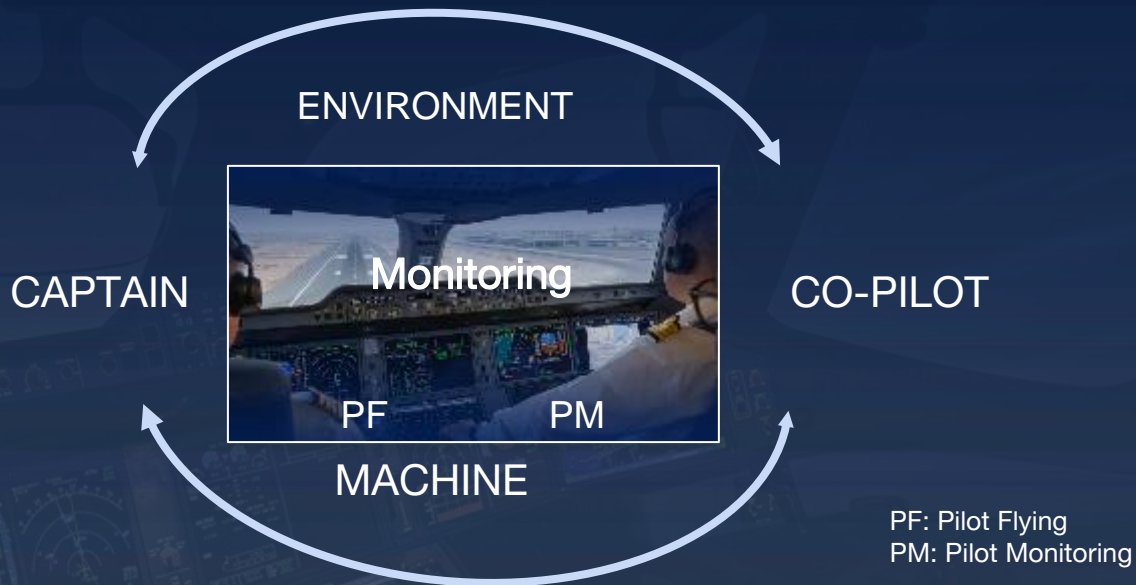 ENVIRONMENT
Monitoring
CAPTAIN
CO-PILOT
PF
PM
MACHINE
PF: Pilot Flying
PM: Pilot Monitoring